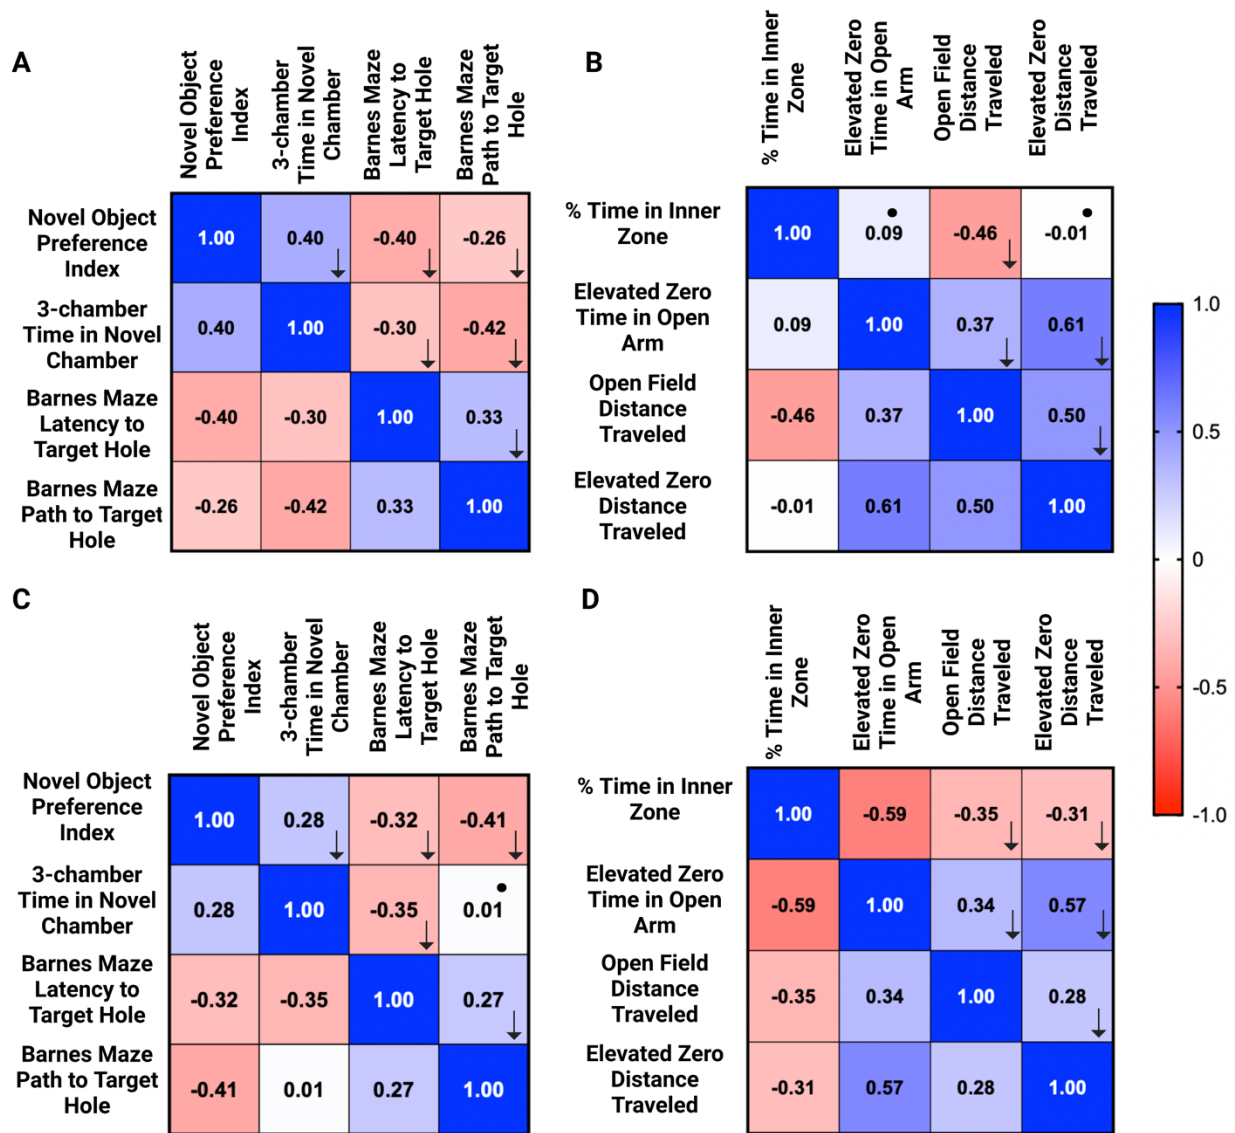 A
Novel Object
Preference
Index
3-chamber
Time in Novel
Chamber
Barnes Maze
Latency to
Target Hole
Barnes Maze
Path to Target
Hole
Novel Object
Preference
Index
1.00 0.40 -0.40 -0.26
3-chamber
Time in Novel
Chamber
0.40 1.00 -0.30 -0.42
Barnes Maze
Latency to
Target Hole
-0.40 -0.30 1.00 0.33
Barnes Maze
Path to Target
Hole
-0.26 -0.42 0.33 1.00
B
% Time in Inner
Zone
Elevated Zero
Time in Open
Arm
Open Field
Distance
Traveled
Elevated Zero
Distance
Traveled
% Time in Inner
Zone
1.00 0.09 -0.46 -0.01
Elevated Zero
Time in Open
Arm
0.09 1.00 0.37 0.61
Open Field
Distance
Traveled
-0.46 0.37 1.00 0.50
Elevated Zero
Distance
Traveled
-0.01 0.61 0.50 1.00
1.0
0.5
0
-0.5
-1.0
C
Novel Object
Preference
Index
3-chamber
Time in Novel
Chamber
Barnes Maze
Latency to
Target Hole
Barnes Maze
Path to Target
Hole
Novel Object
Preference
Index
1.00 0.28 -0.32 -0.41
3-chamber
Time in Novel
Chamber
0.28 1.00 -0.35 0.01
Barnes Maze
Latency to
Target Hole
-0.32 -0.35 1.00 0.27
Barnes Maze
Path to Target
Hole
-0.41 0.01 0.27 1.00
D
% Time in Inner
Zone
Elevated Zero
Time in Open
Arm
Open Field
Distance
Traveled
Elevated Zero
Distance
Traveled
% Time in Inner
Zone
1.00 -0.59 -0.35 -0.31
Elevated Zero
Time in Open
Arm
-0.59 1.00 0.34 0.57
Open Field
Distance
Traveled
-0.35 0.34 1.00 0.28
Elevated Zero
Distance
Traveled
-0.31 0.57 0.28 1.00